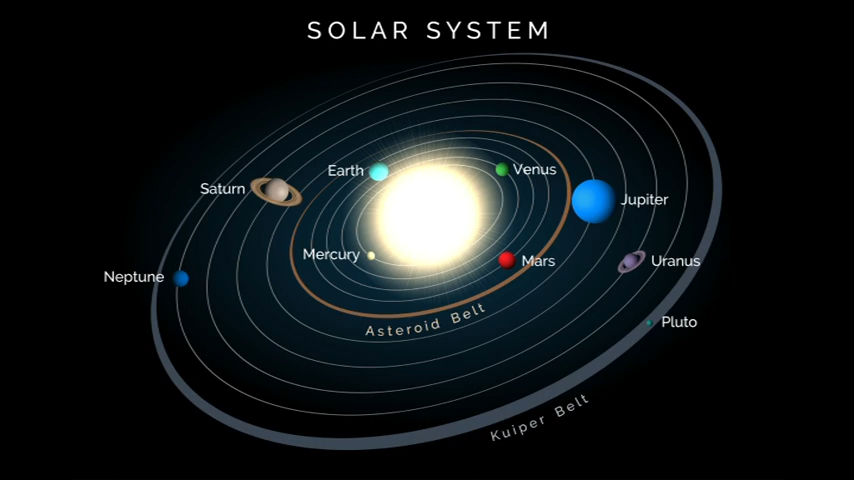 SOLAR SYSTEM
Earth
Venus
Saturn
Jupiter
Mercury
Mars
Uranus
Neptune
Asteroid Belt
Pluto
Kuiper Belt